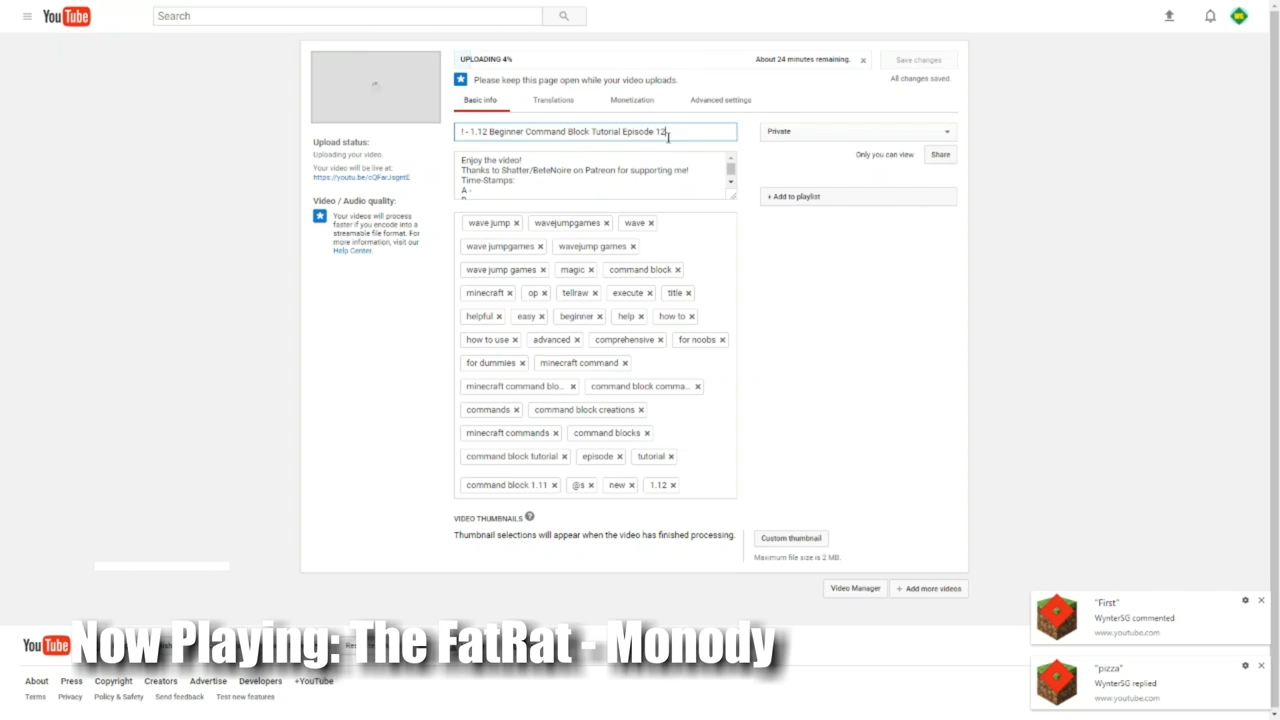 YouTube
Search
UPLOADING 4%
About 24 minutes remaining.
Save changes
Please keep this page open while your video uploads.
All changes saved.
Basic info
Translations
Monetization
Advanced settings
! - 1.12 Beginner Command Block Tutorial Episode 12
Private
Only you can view
Share
Enjoy the video!
Thanks to Shatter/BeteNoire on Patreon for supporting me!
Time-Stamps:
A -
+ Add to playlist
Upload status:
Uploading your video.
Your video will be live at:
Video / Audio quality:
Your videos will process
faster if you encode into a
streamable file format. For
more information, visit our
Help Center.
wave jump
wavejumpgames
wave
wave jumpgames
wavejump games
wave jump games
magic
command block
minecraft
op
tellraw
execute
title
helpful
easy
beginner
help
how to
how to use
advanced
comprehensive
for noobs
for dummies
minecraft command
minecraft command blo...
command block comma...
commands
command block creations
minecraft commands
command blocks
command block tutorial
episode
tutorial
command block 1.11
@s
new
1.12
VIDEO THUMBNAILS
Thumbnail selections will appear when the video has finished processing.
Custom thumbnail
Maximum file size is 2 MB.
Video Manager
+ Add more videos
"First"
WynterSG commented
www.youtube.com
"pizza"
WynterSG replied
www.youtube.com
YouTube
Now Playing: The FatRat - Monody
About Press Copyright Creators Advertise Developers +YouTube
Terms Privacy Policy & Safety Send feedback Test new features